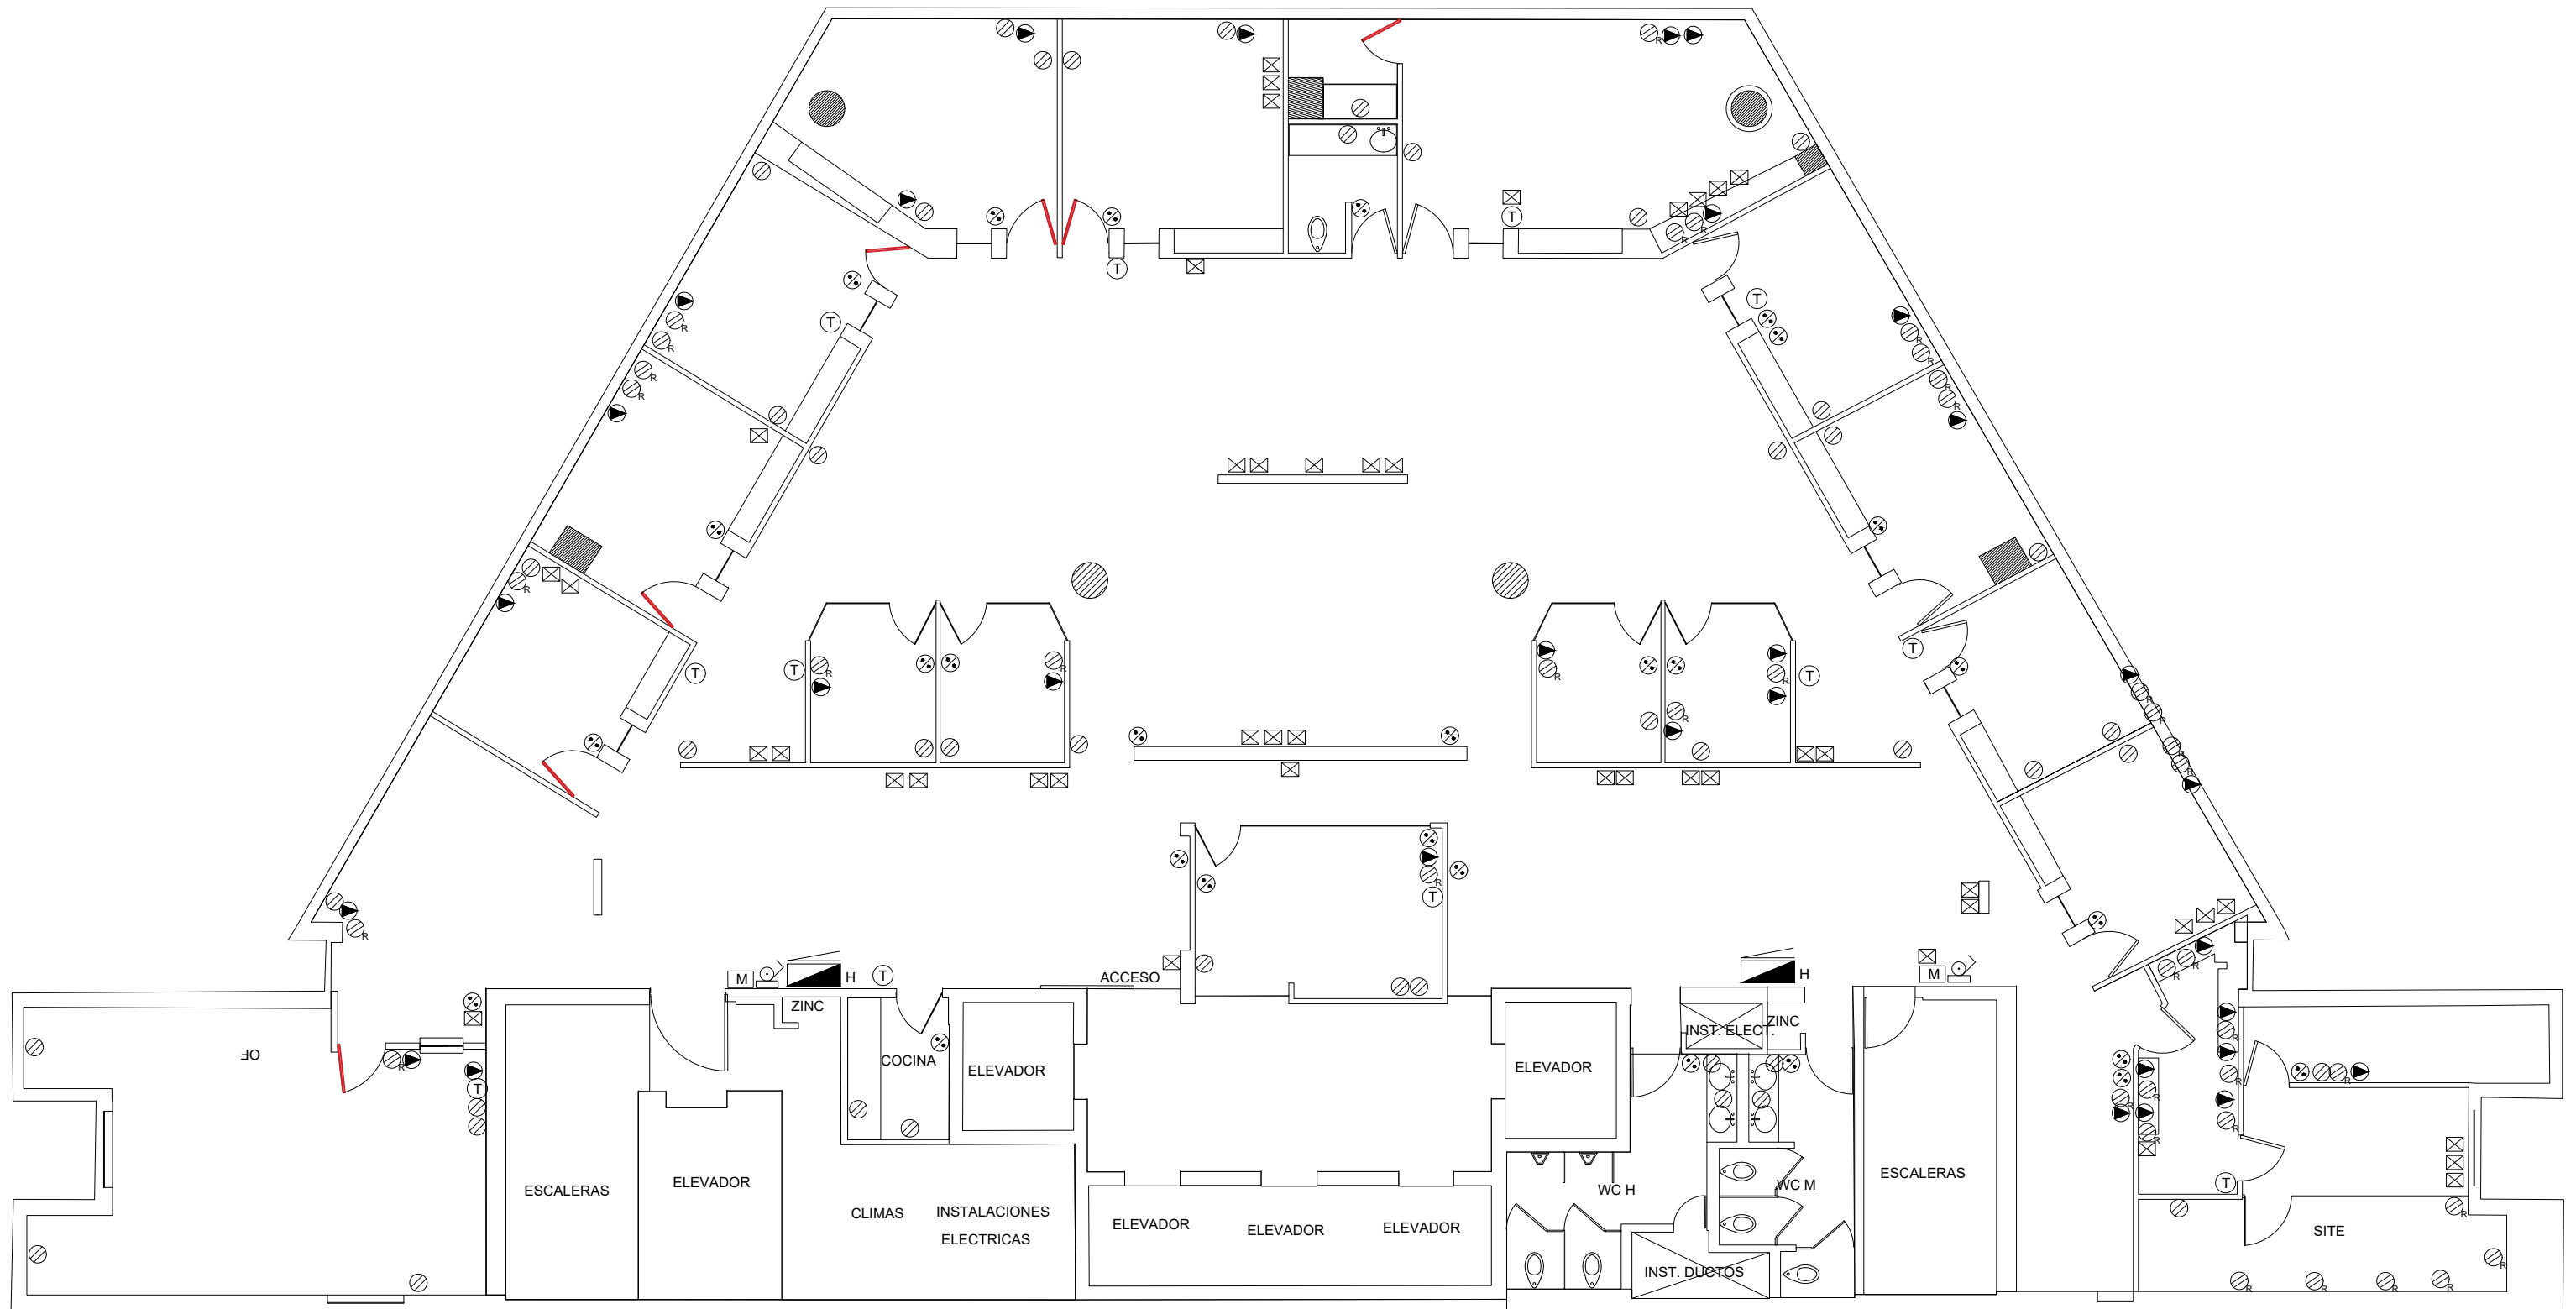 R
T
R
R
T
T
T
R
R
R
R
R
R
R
R
R
T
R
T
R
T
R
T
R
R
R
R
R
R
R
T
R
R
R
M
H
T
ACCESO
H
M
ZINC
ZINC
INST. ELECT.
R
OF
COCINA
R
ELEVADOR
ELEVADOR
R
R
T
R
R
R
R
ESCALERAS
ELEVADOR
ESCALERAS
T
WC H
WC M
R
CLIMAS
INSTALACIONES
ELECTRICAS
ELEVADOR
ELEVADOR
ELEVADOR
SITE
R
INST. DUCTOS
R
R
R
R